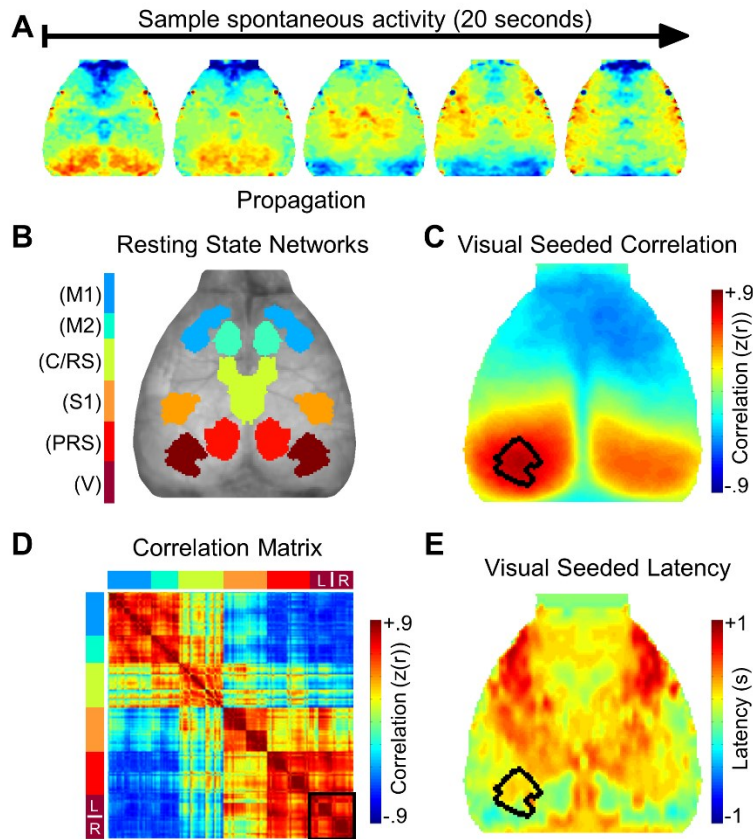 A
Sample spontaneous activity (20 seconds)
Propagation
B
Resting State Networks
(M1)
(M2)
(C/RS)
(S1)
(PRS)
(V)
C
Visual Seeded Correlation
+.9
Correlation (z(r))
-.9
D
Correlation Matrix
L | R
L
R
+.9
Correlation (z(r))
-.9
E
Visual Seeded Latency
+1
Latency (s)
-1